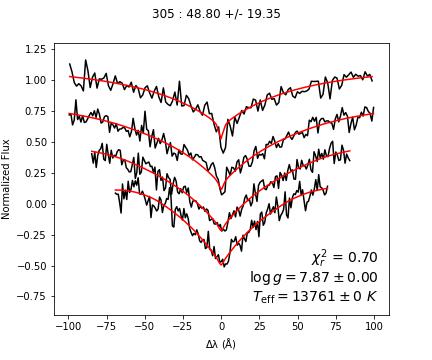 305 : 48.80 +/- 19.35
1.25
1.00
0.75
0.50
0.25
0.00
−0.25
−0.50
−0.75
Normalized Flux
χ²ᵣ = 0.70
log g = 7.87 ± 0.00
T_eff = 13761 ± 0 K
−100 −75 −50 −25 0 25 50 75 100
Δλ (Å)